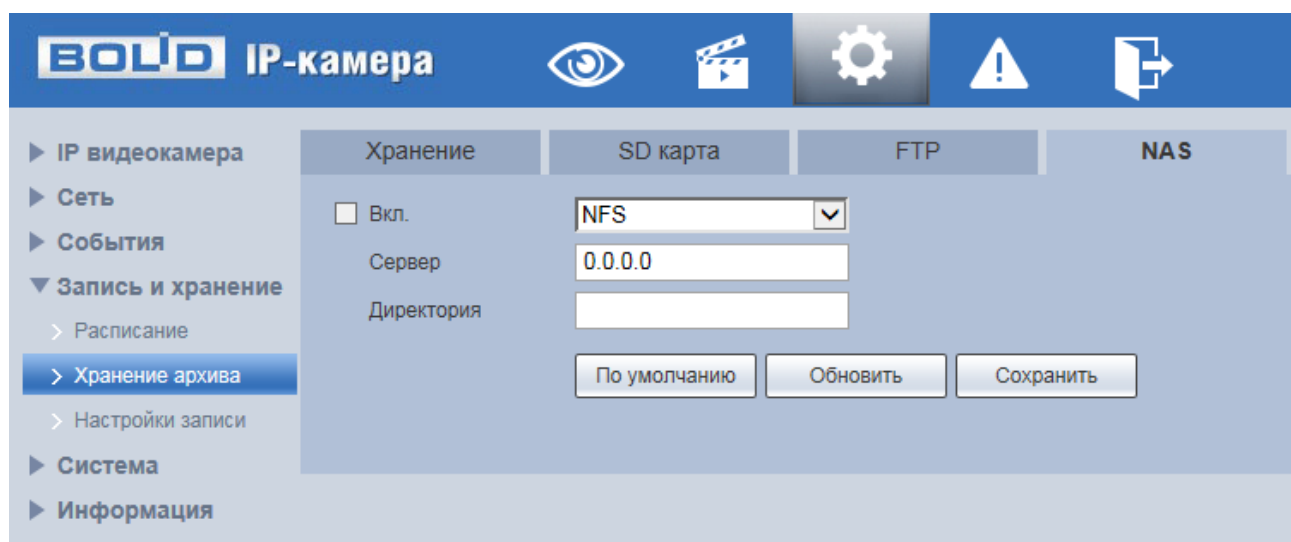 BOLID IP-камера
IP видеокамера
Сеть
События
Запись и хранение
Расписание
Хранение архива
Настройки записи
Система
Информация
Хранение SD карта FTP NAS
Вкл. NFS
Сервер 0.0.0.0
Директория
По умолчанию Обновить Сохранить